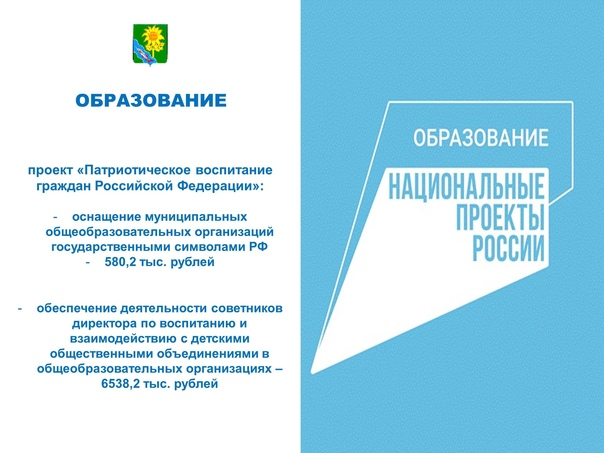 ОБРАЗОВАНИЕ
проект «Патриотическое воспитание
граждан Российской Федерации»:
- оснащение муниципальных
общеобразовательных организаций
государственными символами РФ
- 580,2 тыс. рублей
- обеспечение деятельности советников
директора по воспитанию и
взаимодействию с детскими
общественными объединениями в
общеобразовательных организациях –
6538,2 тыс. рублей
ОБРАЗОВАНИЕ
НАЦИОНАЛЬНЫЕ
ПРОЕКТЫ
РОССИИ